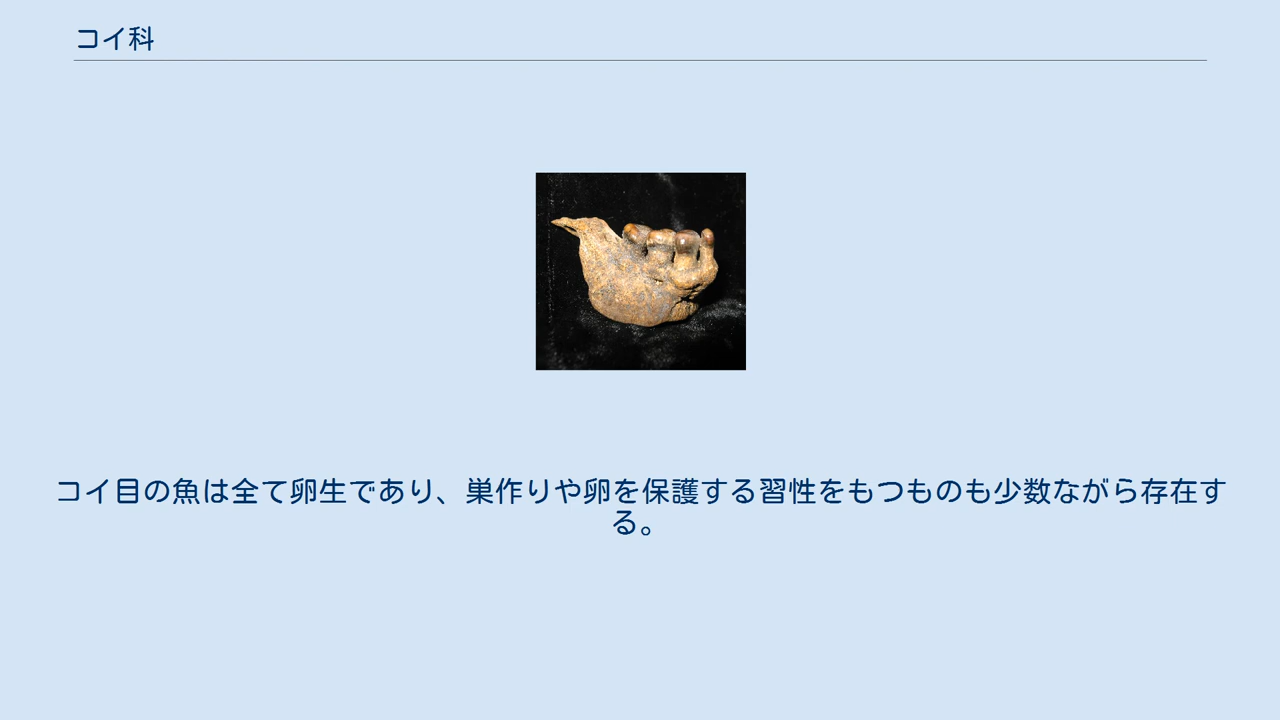 コイ科
コイ目の魚は全て卵生であり、巣作りや卵を保護する習性をもつものも少数ながら存在す
る。